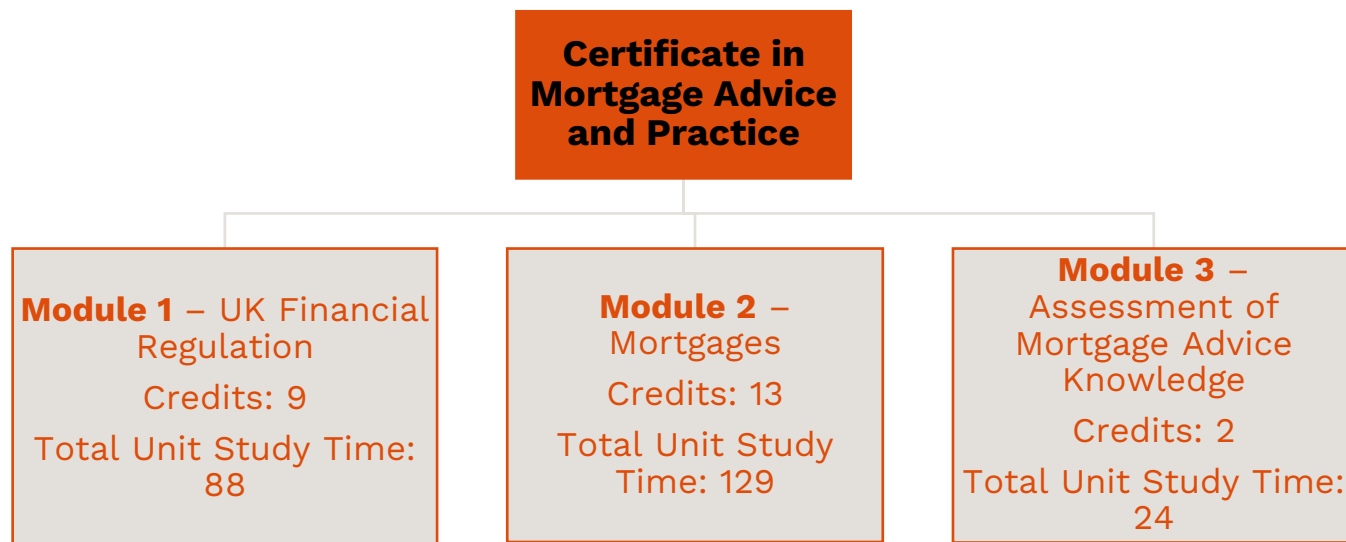 Certificate in
Mortgage Advice
and Practice
Module 1 – UK Financial
Regulation
Credits: 9
Total Unit Study Time:
88
Module 2 –
Mortgages
Credits: 13
Total Unit Study
Time: 129
Module 3 –
Assessment of
Mortgage Advice
Knowledge
Credits: 2
Total Unit Study Time:
24